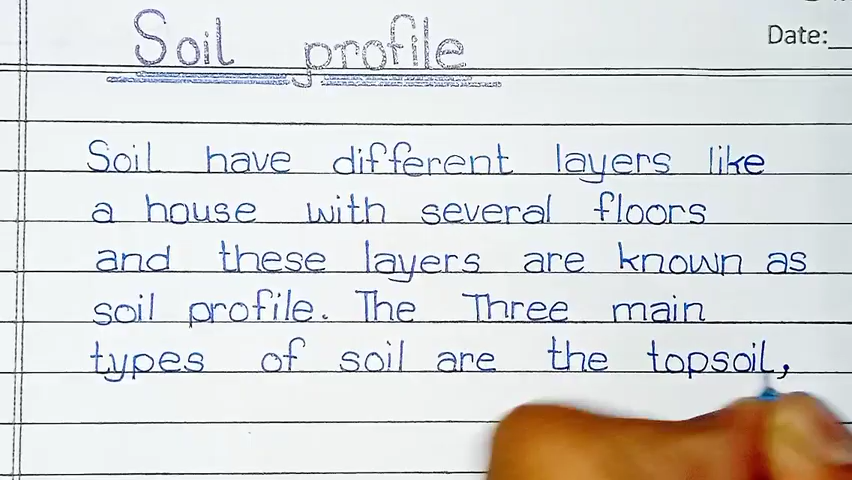 Soil profile
Date:
Soil have different layers like
a house with several floors
and these layers are known as
soil profile. The Three main
types of soil are the topsoil,